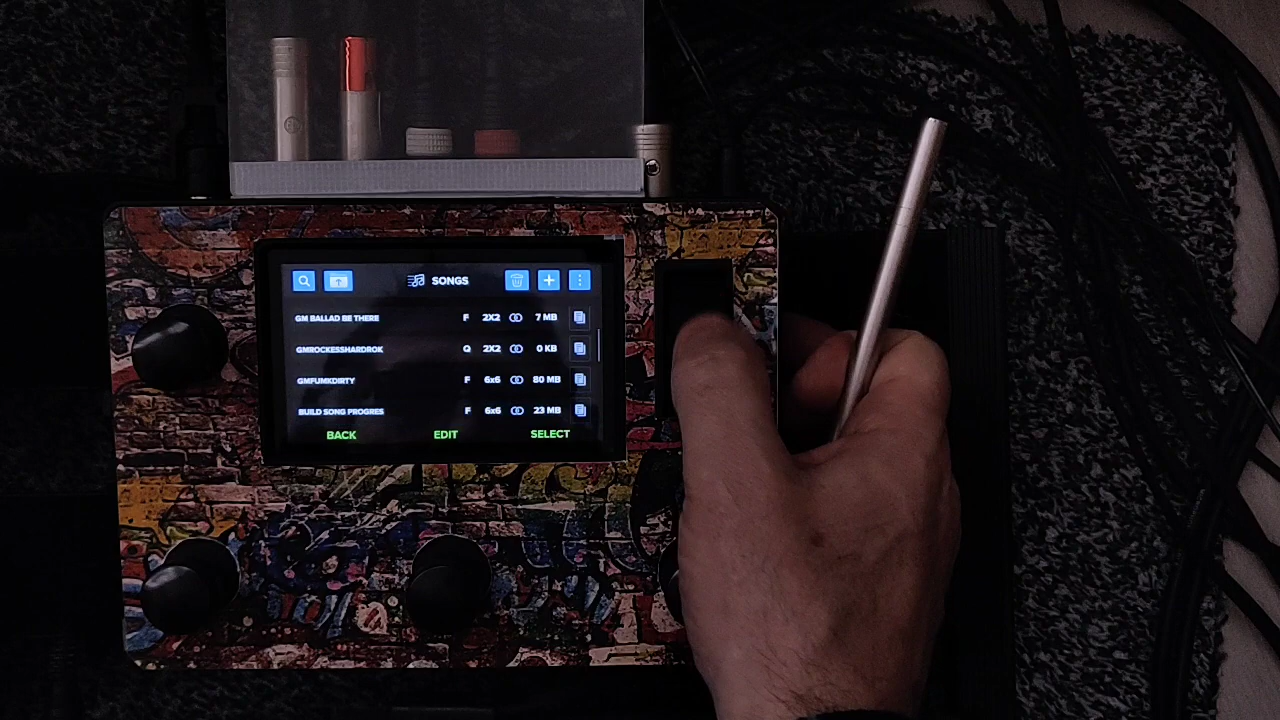 SONGS
GM BALLAD BE THERE F 2X2 7 MB
GMROCKESSHARDROK Q 2X2 0 KB
GMFUMKDIRTY F 6x6 80 MB
BUILD SONG PROGRES F 6x6 23 MB
BACK EDIT SELECT